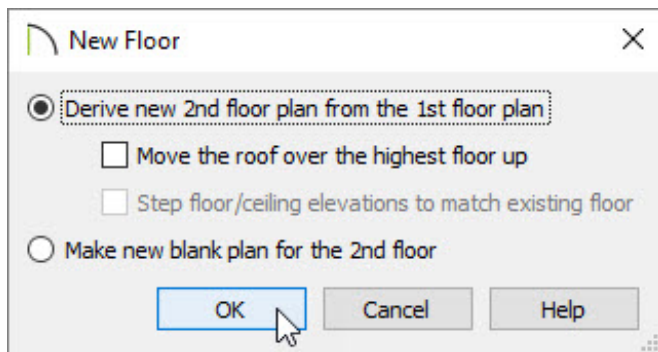 New Floor
Derive new 2nd floor plan from the 1st floor plan
Move the roof over the highest floor up
Step floor/ceiling elevations to match existing floor
Make new blank plan for the 2nd floor
OK Cancel Help